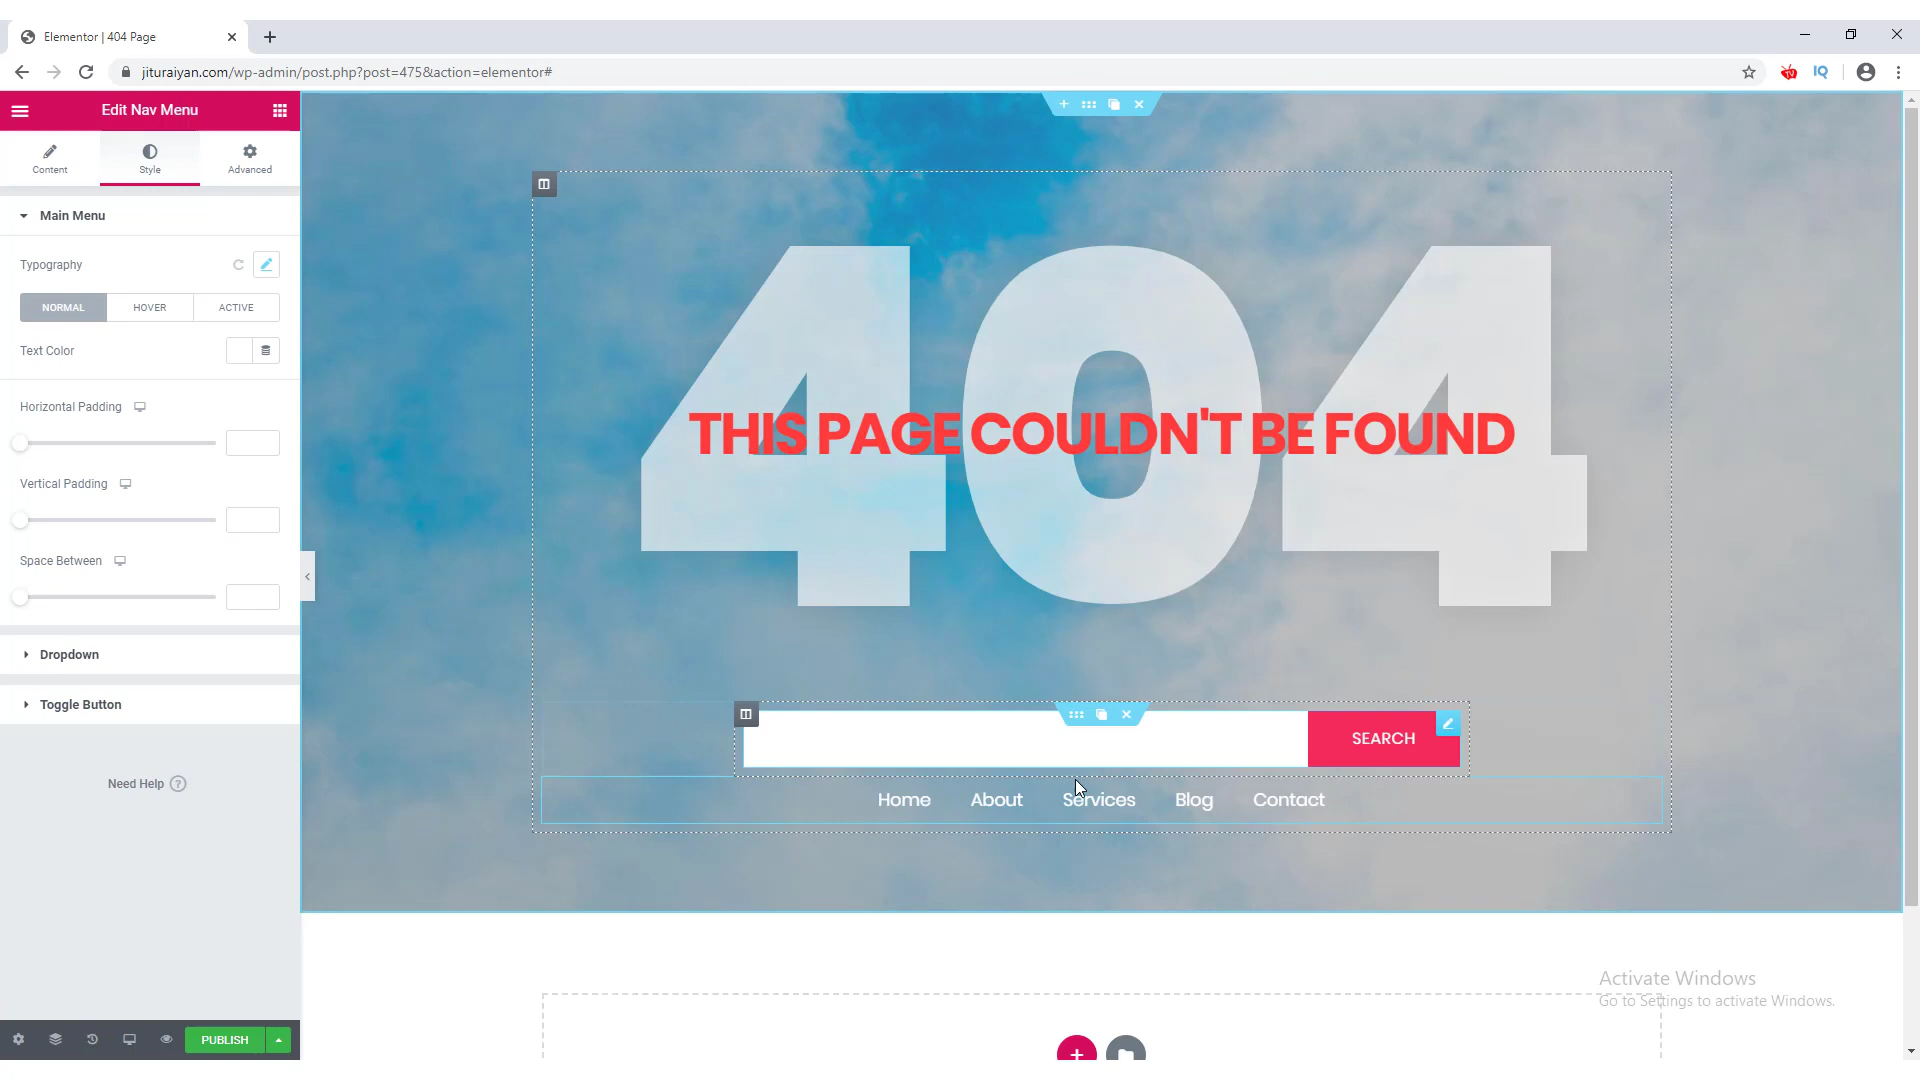 Elementor | 404 Page
jituraiyan.com/wp-admin/post.php?post=475&action=elementor#
IQ
Edit Nav Menu
Content
Style
Advanced
Main Menu
Typography
NORMAL
HOVER
ACTIVE
Text Color
Horizontal Padding
Vertical Padding
Space Between
Dropdown
Toggle Button
Need Help ?
PUBLISH
404
THIS PAGE COULDN'T BE FOUND
SEARCH
Home About Services Blog Contact
Activate Windows
Go to Settings to activate Windows.